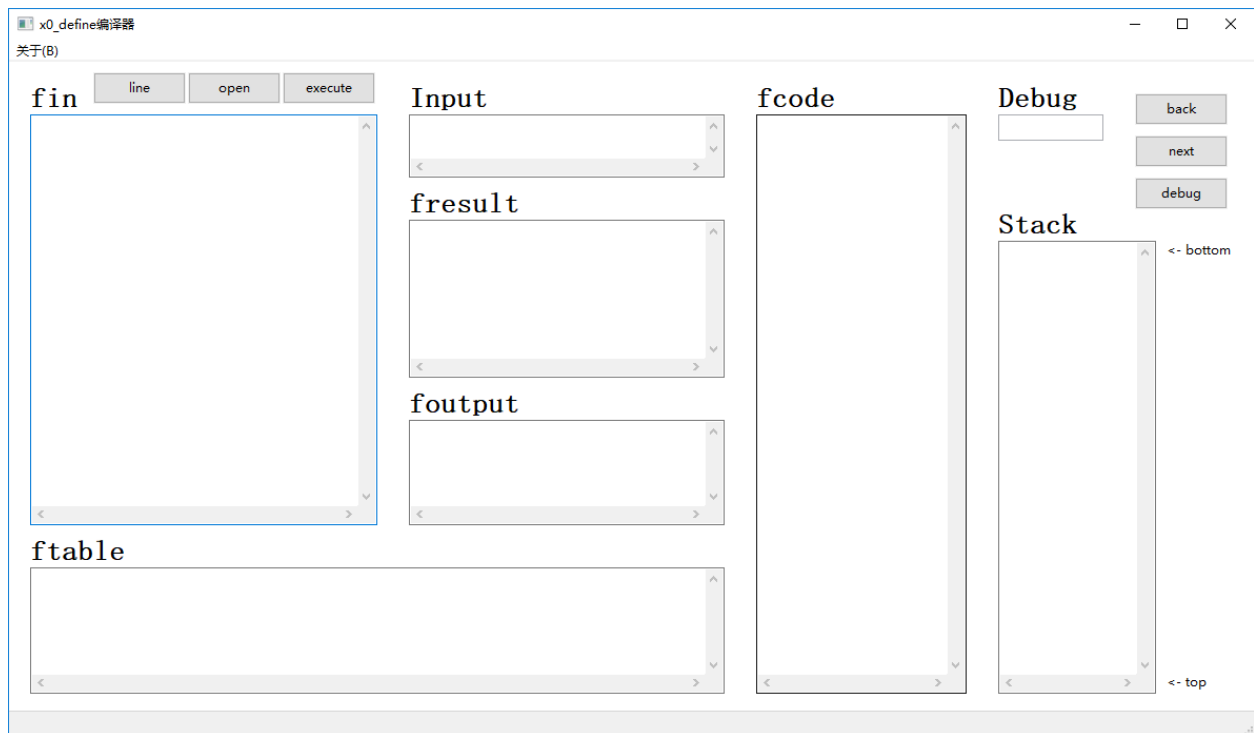 x0_define编译器
关于(B)
fin
line
open
execute
Input
fresult
foutput
ftable
fcode
Debug
back
next
debug
Stack
<- bottom
<- top